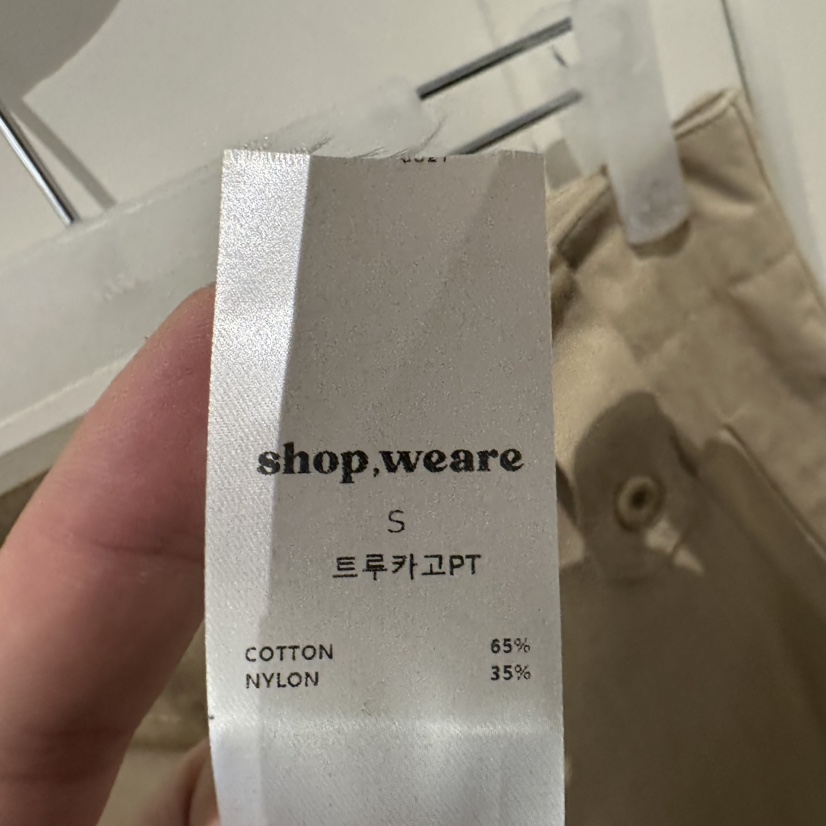 shop,weare
S
트루카고PT
COTTON 65%
NYLON 35%